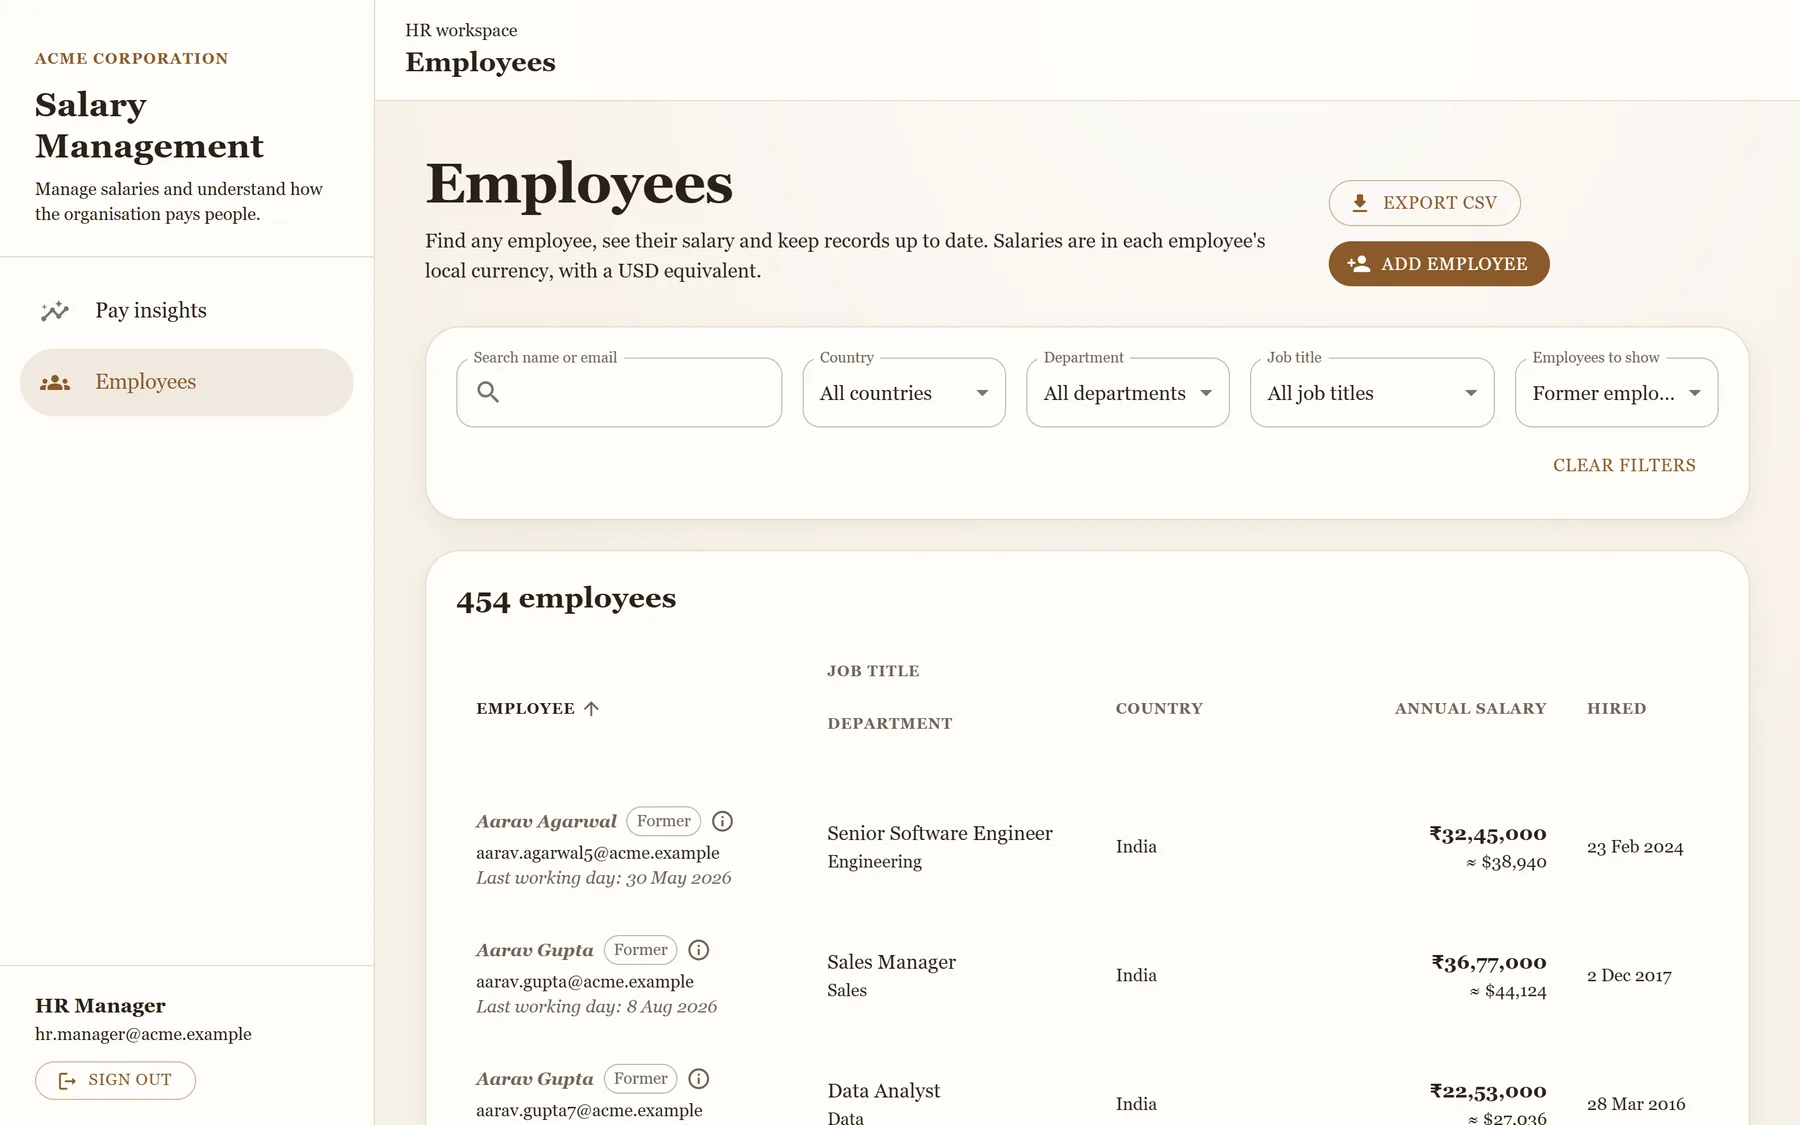 ACME CORPORATION
Salary
Management
Manage salaries and understand how
the organisation pays people.
Pay insights
Employees
HR Manager
hr.manager@acme.example
SIGN OUT
HR workspace
Employees
Employees
Find any employee, see their salary and keep records up to date. Salaries are in each employee's
local currency, with a USD equivalent.
EXPORT CSV
ADD EMPLOYEE
Search name or email
Country
All countries
Department
All departments
Job title
All job titles
Employees to show
Former emplo...
CLEAR FILTERS
454 employees
EMPLOYEE
JOB TITLE
DEPARTMENT
COUNTRY
ANNUAL SALARY
HIRED
Aarav Agarwal Former
aarav.agarwal5@acme.example
Last working day: 30 May 2026
Senior Software Engineer
Engineering
India
₹32,45,000
≈ $38,940
23 Feb 2024
Aarav Gupta Former
aarav.gupta@acme.example
Last working day: 8 Aug 2026
Sales Manager
Sales
India
₹36,77,000
≈ $44,124
2 Dec 2017
Aarav Gupta Former
aarav.gupta7@acme.example
Data Analyst
Data
India
₹22,53,000
≈ $27,036
28 Mar 2016